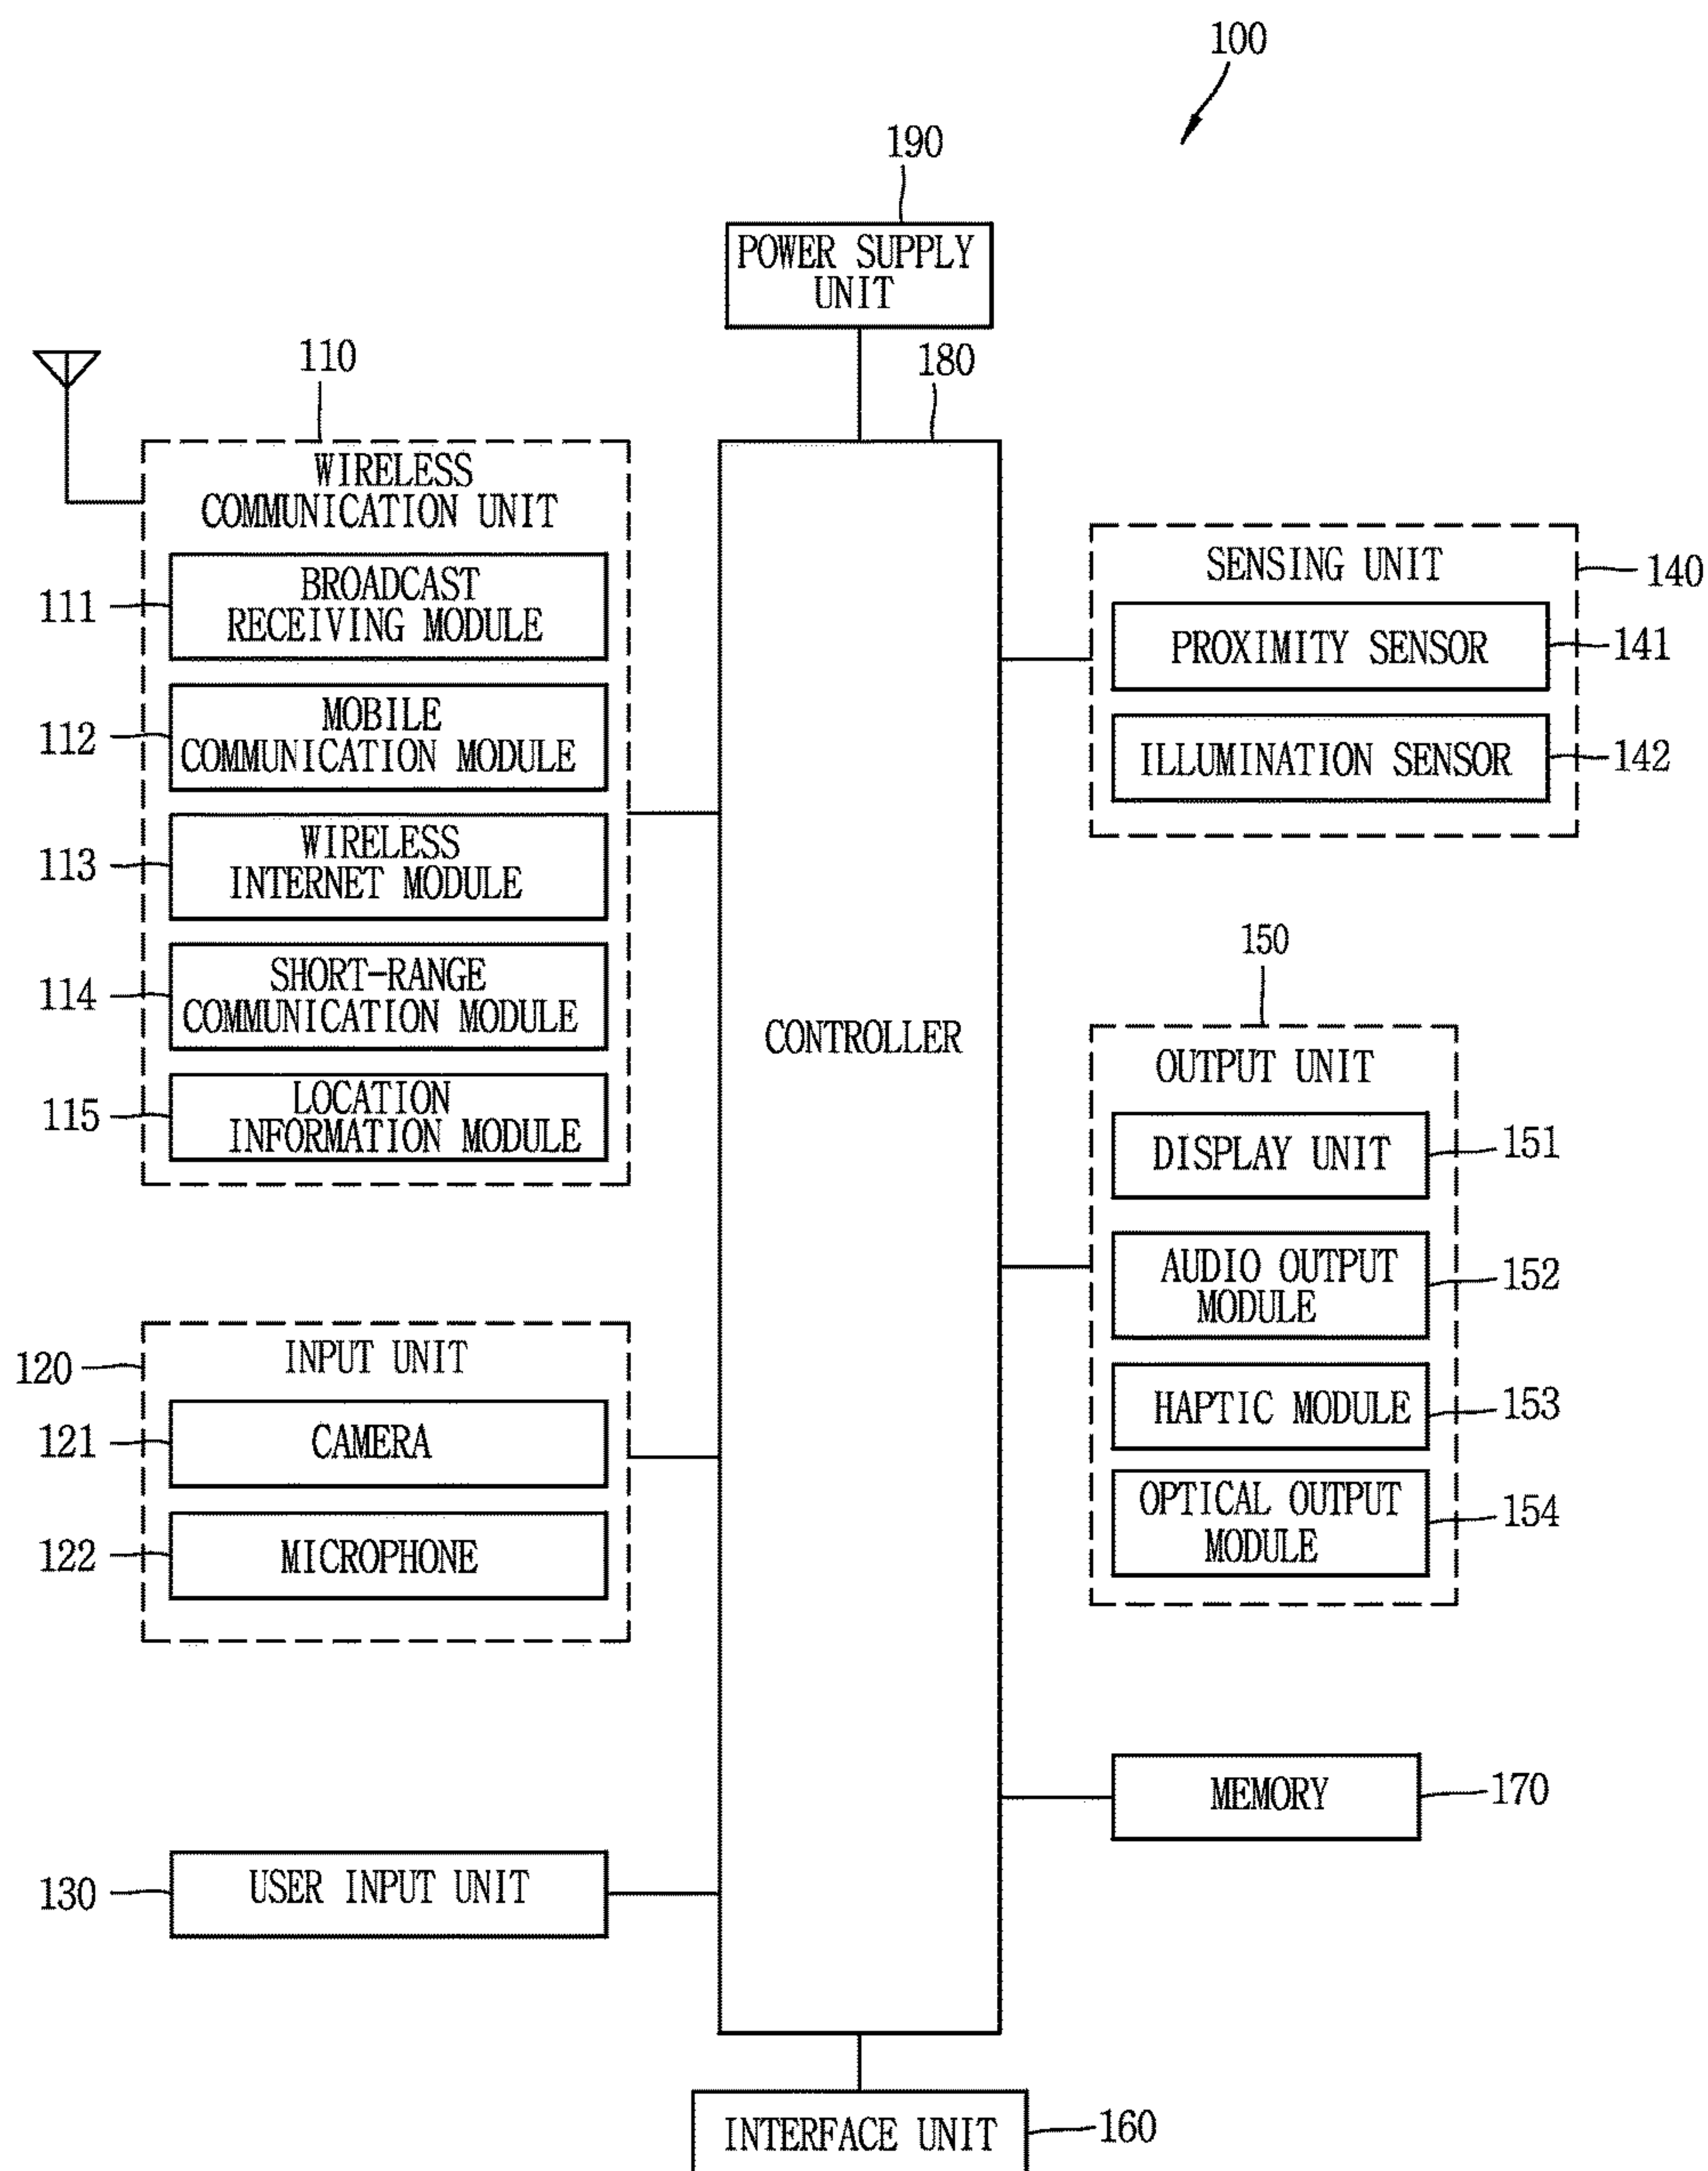 100
190
POWER SUPPLY
UNIT
110
180
WIRELESS
COMMUNICATION UNIT
111
BROADCAST
RECEIVING MODULE
112
MOBILE
COMMUNICATION MODULE
113
WIRELESS
INTERNET MODULE
114
SHORT-RANGE
COMMUNICATION MODULE
115
LOCATION
INFORMATION MODULE
120
INPUT UNIT
121
CAMERA
122
MICROPHONE
130
USER INPUT UNIT
CONTROLLER
SENSING UNIT
140
PROXIMITY SENSOR
141
ILLUMINATION SENSOR
142
150
OUTPUT UNIT
DISPLAY UNIT
151
AUDIO OUTPUT
MODULE
152
HAPTIC MODULE
153
OPTICAL OUTPUT
MODULE
154
MEMORY
170
INTERFACE UNIT
160